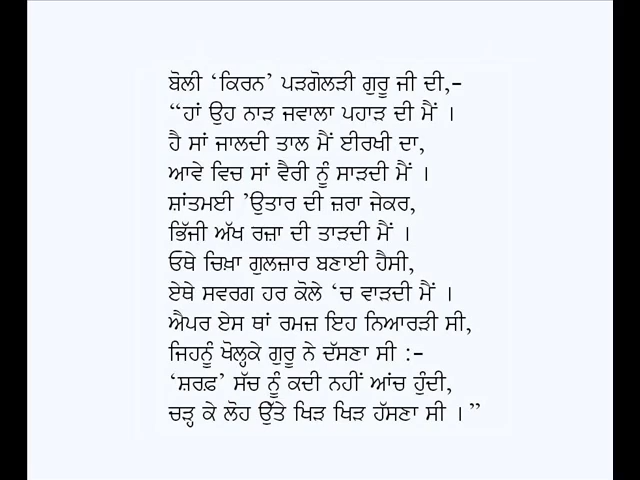 ਬੋਲੀ ‘ਕਿਰਨ’ ਪੜਗੋਲੜੀ ਗੁਰੂ ਜੀ ਦੀ,-
“ਹਾਂ ਉਹ ਨਾੜ ਜਵਾਲਾ ਪਹਾੜ ਦੀ ਮੈਂ ।
ਹੈ ਸਾਂ ਜਾਲਦੀ ਤਾਲ ਮੈਂ ਈਰਖੀ ਦਾ,
ਆਵੇ ਵਿਚ ਸਾਂ ਵੈਰੀ ਨੂੰ ਸਾੜਦੀ ਮੈਂ ।
ਸ਼ਾਂਤਮਈ ’ਉਤਾਰ ਦੀ ਜ਼ਰਾ ਜੇਕਰ,
ਭਿੱਜੀ ਅੱਖ ਰਜ਼ਾ ਦੀ ਤਾੜਦੀ ਮੈਂ ।
ਓਥੇ ਚਿਖ਼ਾ ਗੁਲਜ਼ਾਰ ਬਣਾਈ ਹੈਸੀ,
ਏਥੇ ਸਵਰਗ ਹਰ ਕੋਲੇ ‘ਚ ਵਾੜਦੀ ਮੈਂ ।
ਐਪਰ ਏਸ ਥਾਂ ਰਮਜ਼ ਇਹ ਨਿਆਰੜੀ ਸੀ,
ਜਿਹਨੂੰ ਖੋਲ੍ਹਕੇ ਗੁਰੂ ਨੇ ਦੱਸਣਾ ਸੀ :-
‘ਸ਼ਰਫ਼’ ਸੱਚ ਨੂੰ ਕਦੀ ਨਹੀਂ ਆਂਚ ਹੁੰਦੀ,
ਚੜ੍ਹ ਕੇ ਲੋਹ ਉੱਤੇ ਖਿੜ ਖਿੜ ਹੱਸਣਾ ਸੀ ।”